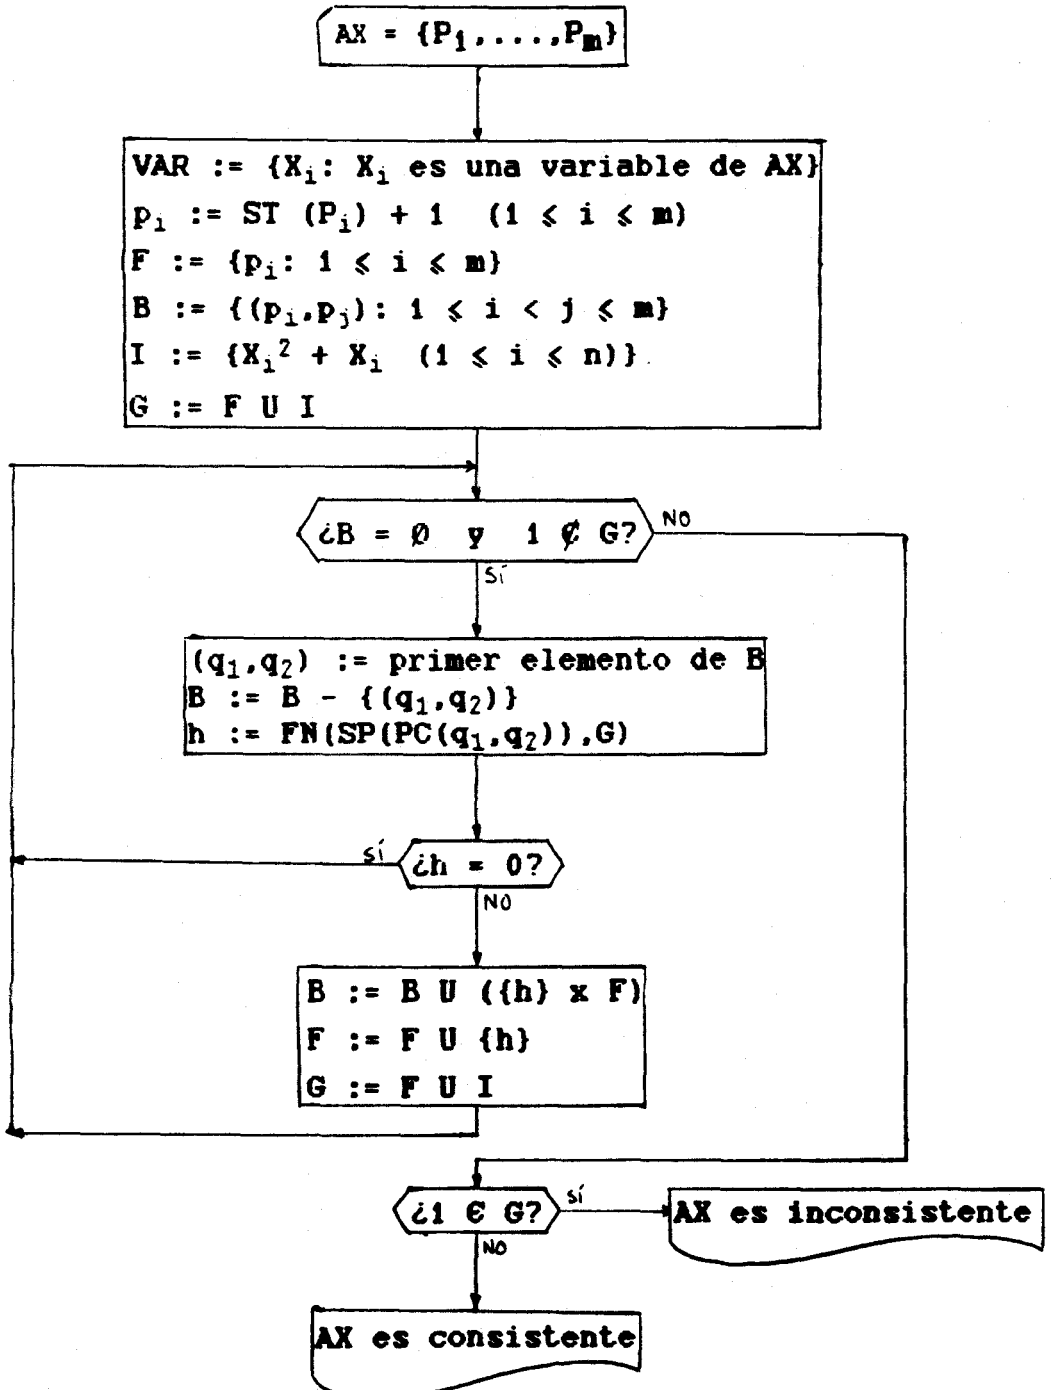 AX = {P₁,....,Pₘ}
VAR := {Xᵢ: Xᵢ es una variable de AX}
pᵢ := ST (Pᵢ) + 1 (1 ⩽ i ⩽ m)
F := {pᵢ: 1 ⩽ i ⩽ m}
B := {(pᵢ,pⱼ): 1 ⩽ i < j ⩽ m}
I := {Xᵢ² + Xᵢ (1 ⩽ i ⩽ n)}
G := F U I
¿B = Ø y 1 ∉ G?
NO
SÍ
(q₁,q₂) := primer elemento de B
B := B - {(q₁,q₂)}
h := FN(SP(PC(q₁,q₂)),G)
SÍ
¿h = 0?
NO
B := B U ({h} x F)
F := F U {h}
G := F U I
¿1 ∈ G?
SÍ
AX es inconsistente
NO
AX es consistente